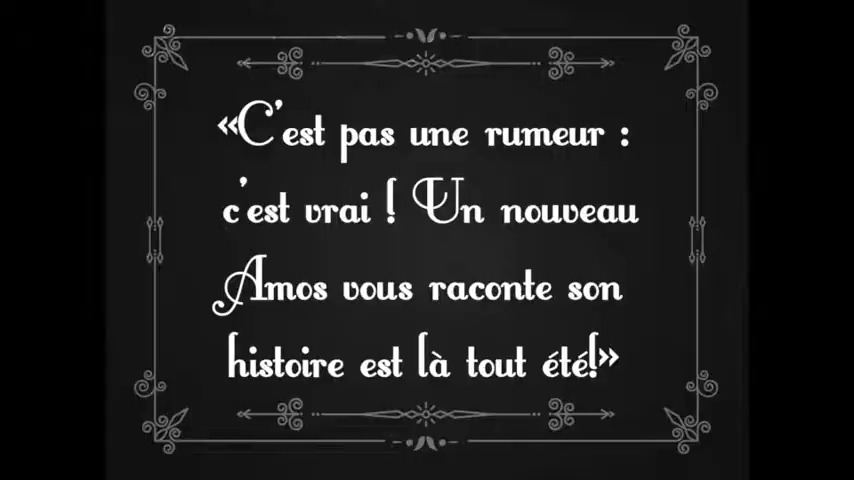 «C'est pas une rumeur :
c'est vrai ! Un nouveau
Amos vous raconte son
histoire est là tout été!»